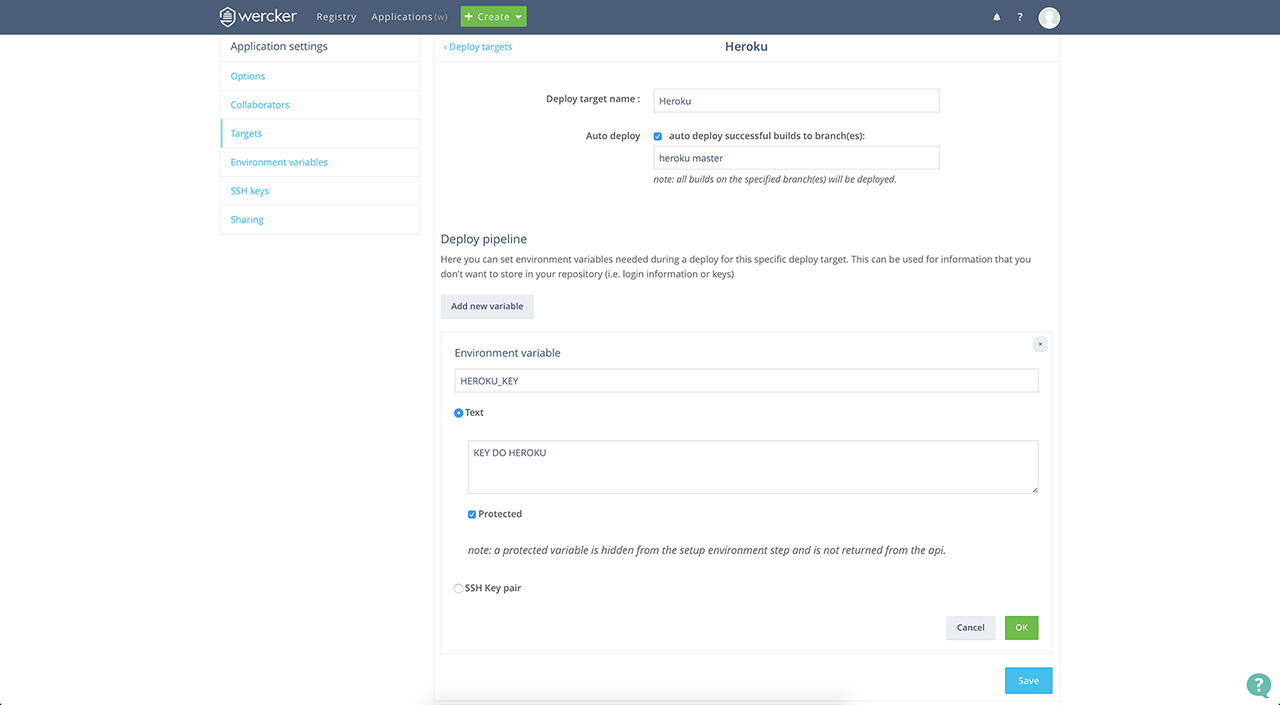 wercker Registry Applications(w) + Create ?
Application settings
Options
Collaborators
Targets
Environment variables
SSH keys
Sharing
‹ Deploy targets
Heroku
Deploy target name :
Heroku
Auto deploy
auto deploy successful builds to branch(es):
heroku master
note: all builds on the specified branch(es) will be deployed.
Deploy pipeline
Here you can set environment variables needed during a deploy for this specific deploy target. This can be used for information that you
don't want to store in your repository (i.e. login information or keys)
Add new variable
Environment variable
×
HEROKU_KEY
Text
KEY DO HEROKU
Protected
note: a protected variable is hidden from the setup environment step and is not returned from the api.
SSH Key pair
Cancel
OK
Save
?